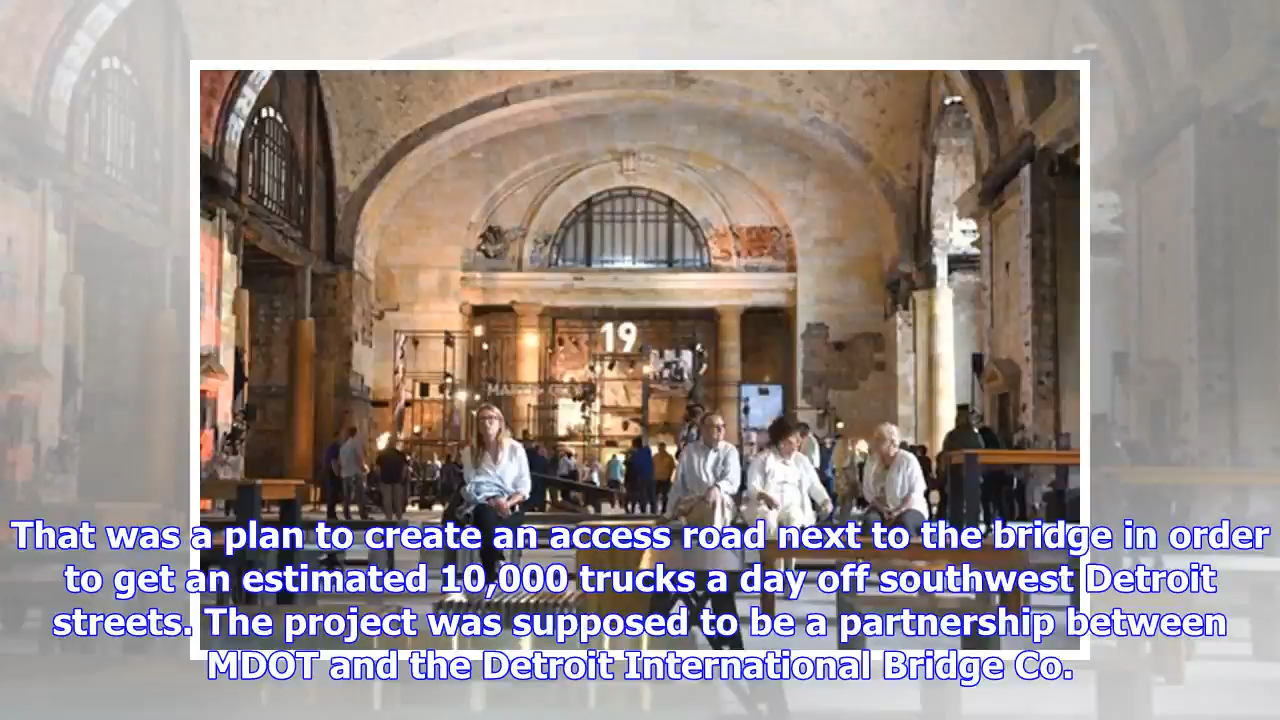 19
That was a plan to create an access road next to the bridge in order
to get an estimated 10,000 trucks a day off southwest Detroit
streets. The project was supposed to be a partnership between
MDOT and the Detroit International Bridge Co.